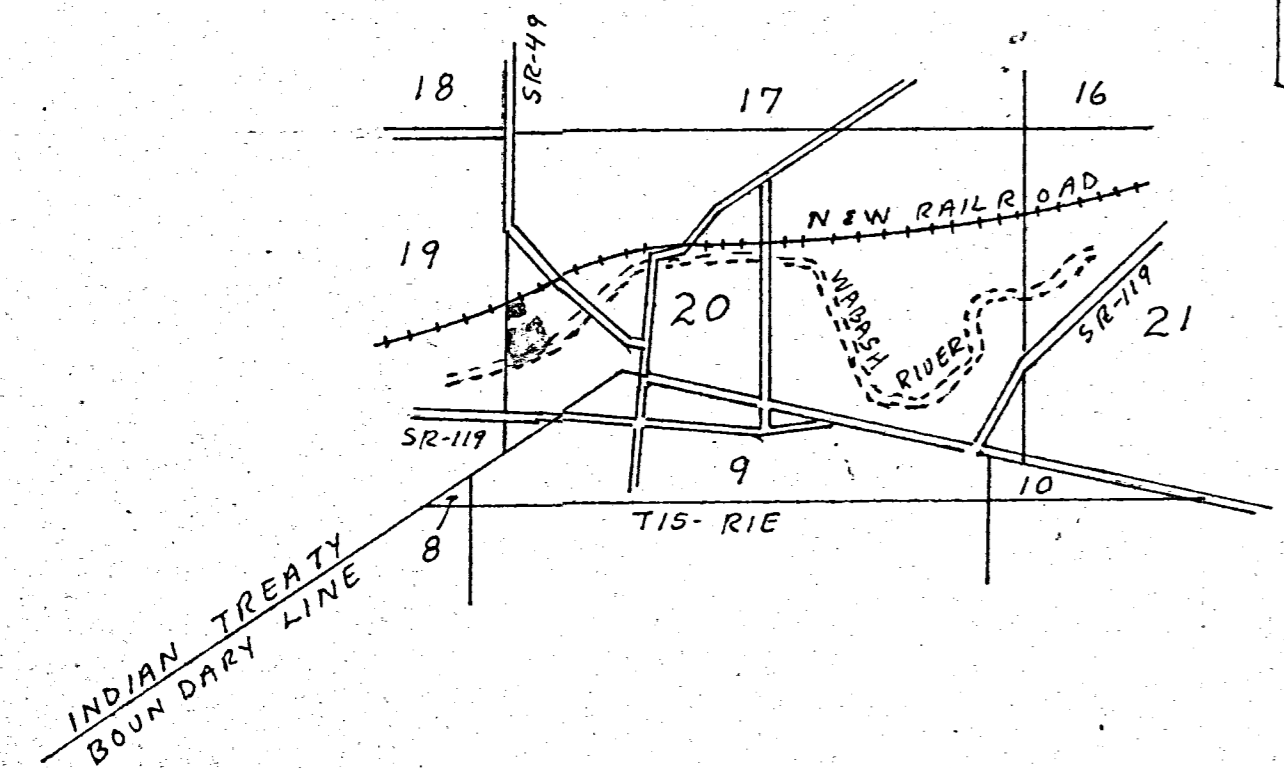 SR-49
18
17
16
NEW RAILROAD
19
20
WABASH
RIVER
SR-119
21
SR-119
9
10
T15- R1E
8
INDIAN TREATY
BOUNDARY LINE